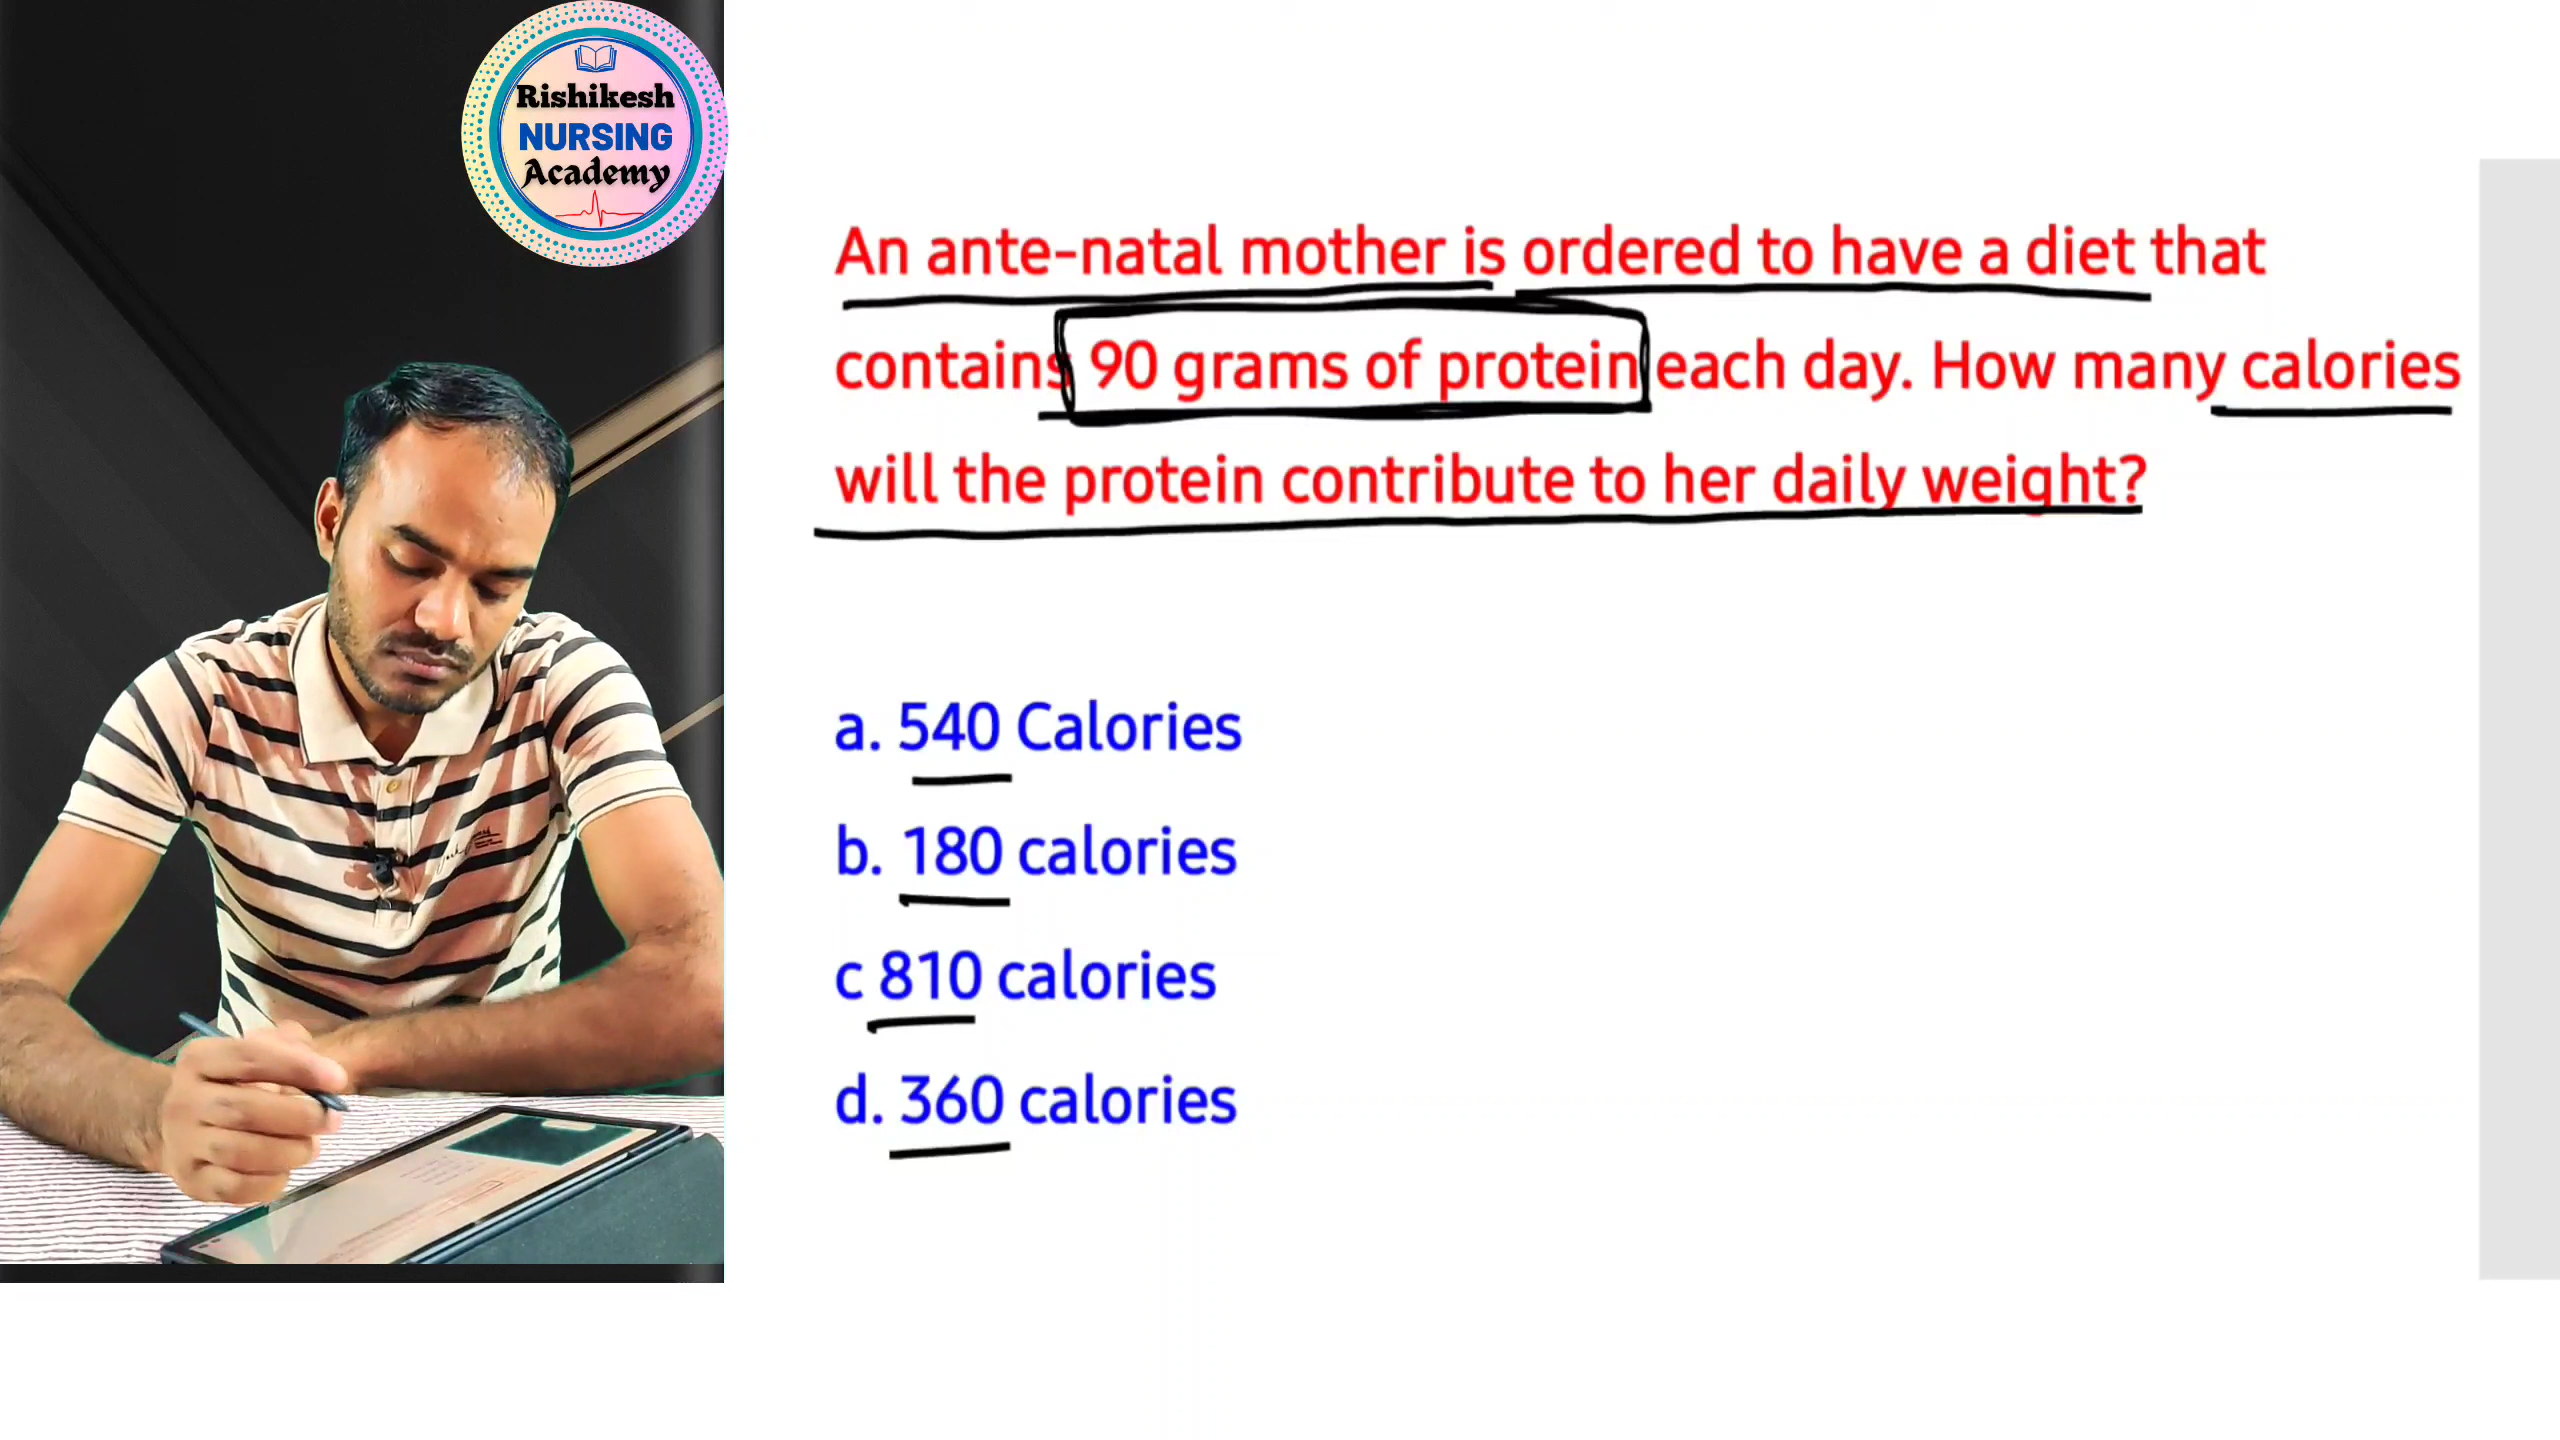 Rishikesh
NURSING
Academy
An ante-natal mother is ordered to have a diet that
contains 90 grams of protein each day. How many calories
will the protein contribute to her daily weight?
a. 540 Calories
b. 180 calories
c 810 calories
d. 360 calories